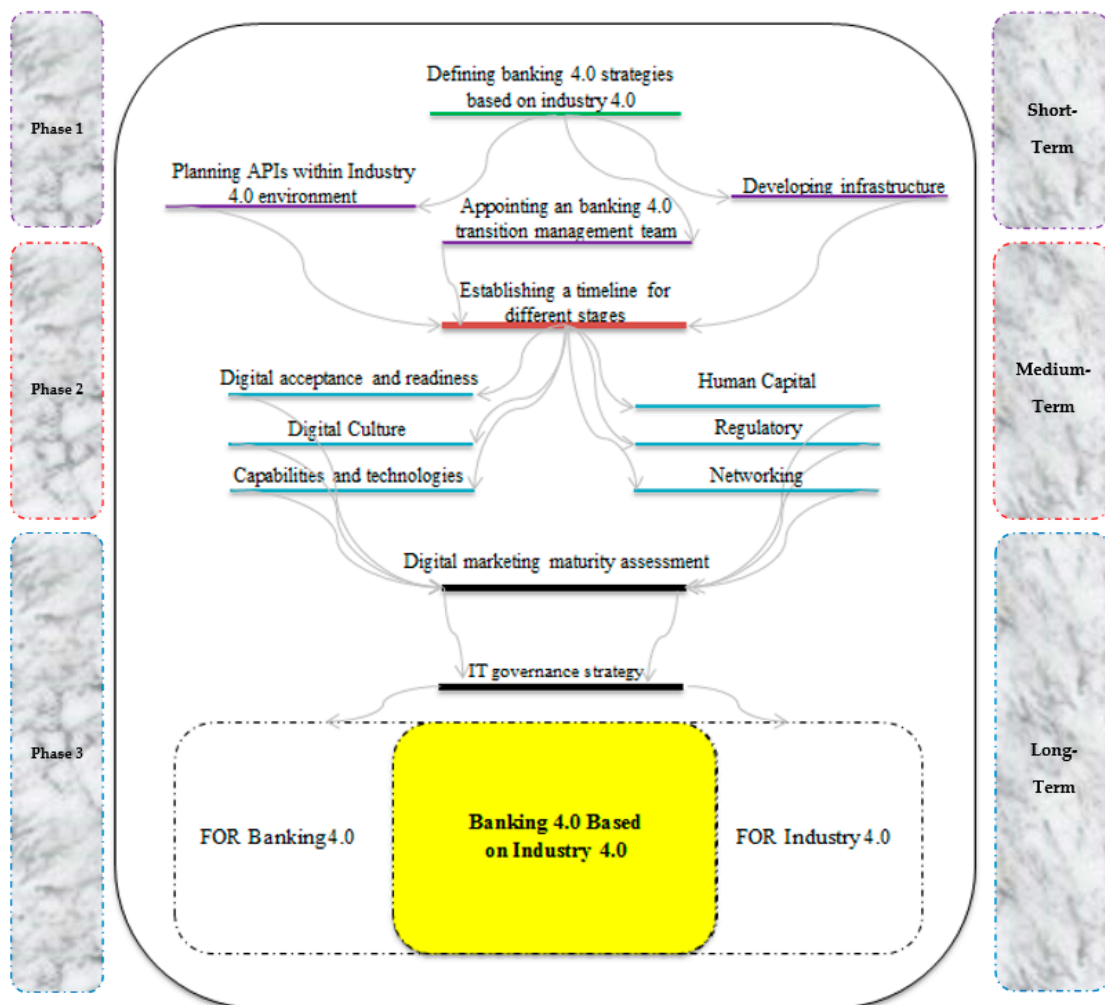 Defining banking 4.0 strategies
based on industry 4.0
Phase 1
Short-
Term
Planning APIs within Industry
4.0 environment
Developing infrastructure
Appointing an banking 4.0
transition management team
Establishing a timeline for
different stages
Phase 2
Medium-
Term
Digital acceptance and readiness
Human Capital
Digital Culture
Regulatory
Capabilities and technologies
Networking
Digital marketing maturity assessment
IT governance strategy
Phase 3
Long-
Term
FOR Banking4.0
Banking 4.0 Based
on Industry 4.0
FOR Industry 4.0